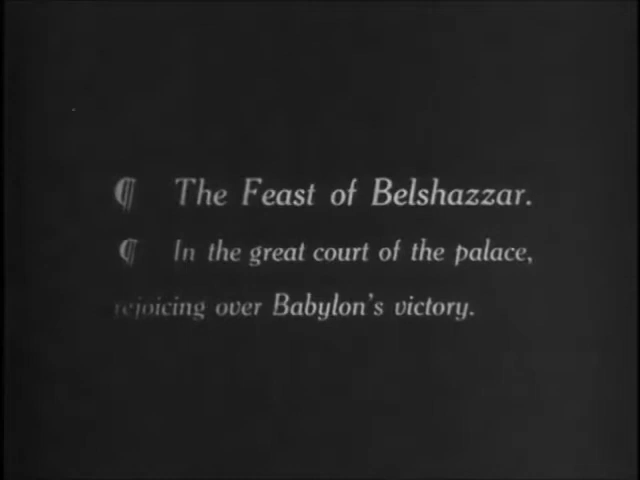 ¶ The Feast of Belshazzar.
¶ In the great court of the palace,
rejoicing over Babylon's victory.